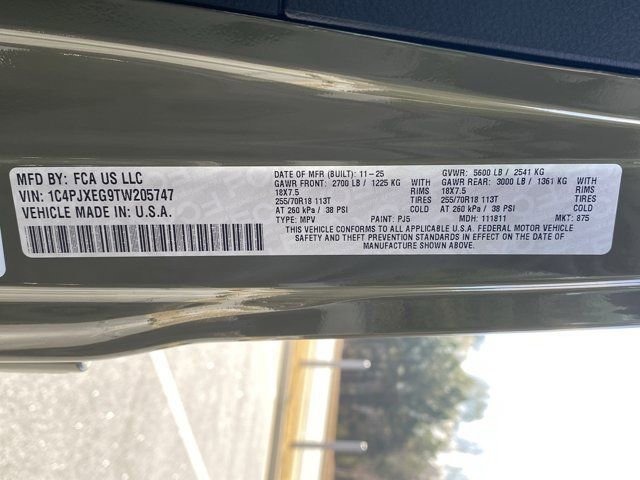 MFD BY: FCA US LLC
VIN: 1C4PJXEG9TW205747
VEHICLE MADE IN: U.S.A.
DATE OF MFR (BUILT): 11-25 GVWR: 5600 LB / 2541 KG
GAWR FRONT: 2700 LB / 1225 KG WITH GAWR REAR: 3000 LB / 1361 KG WITH
18X7.5 RIMS 18X7.5 RIMS
255/70R18 113T TIRES 255/70R18 113T TIRES
AT 260 kPa / 38 PSI COLD AT 260 kPa / 38 PSI COLD
TYPE: MPV PAINT: PJ5 MDH: 111811 MKT: 875
THIS VEHICLE CONFORMS TO ALL APPLICABLE U.S.A. FEDERAL MOTOR VEHICLE
SAFETY AND THEFT PREVENTION STANDARDS IN EFFECT ON THE DATE OF
MANUFACTURE SHOWN ABOVE.